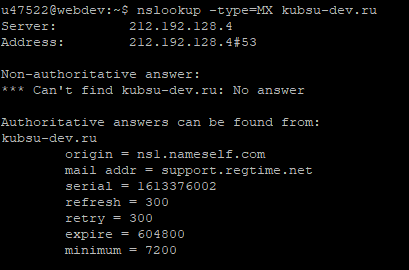 u47522@webdev:~$ nslookup -type=MX kubsu-dev.ru
Server:         212.192.128.4
Address:        212.192.128.4#53
Non-authoritative answer:
*** Can't find kubsu-dev.ru: No answer
Authoritative answers can be found from:
kubsu-dev.ru
        origin = ns1.nameself.com
        mail addr = support.regtime.net
        serial = 1613376002
        refresh = 300
        retry = 300
        expire = 604800
        minimum = 7200